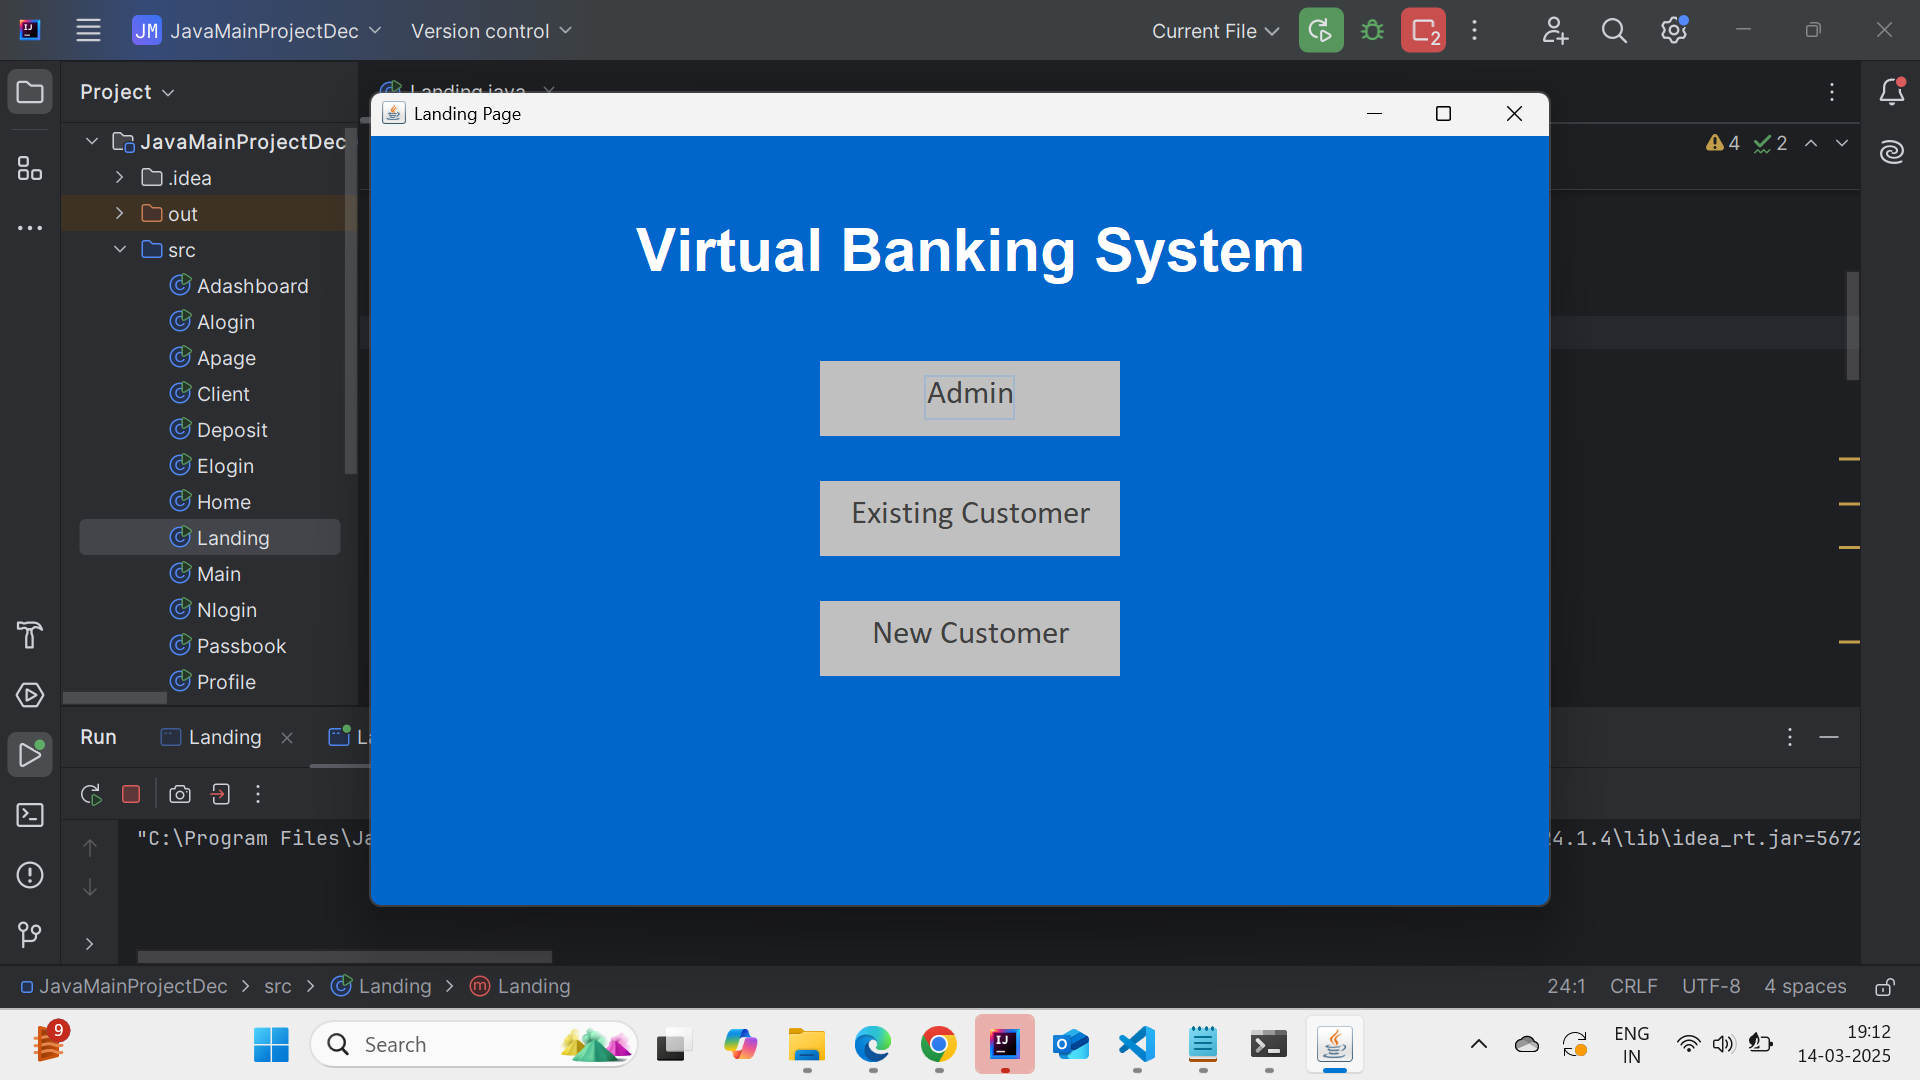 JM JavaMainProjectDec Version control Current File 2
Project
Landing.java
Landing Page
JavaMainProjectDec
4 2
.idea
out
src
Adashboard
Alogin
Apage
Client
Deposit
Elogin
Home
Landing
Main
Nlogin
Passbook
Profile
Virtual Banking System
Admin
Existing Customer
New Customer
Run Landing
"C:\Program Files\Ja
4.1.4\lib\idea_rt.jar=5672
JavaMainProjectDec > src > Landing > m Landing
24:1 CRLF UTF-8 4 spaces
9
Search
IJ
ENG
IN
19:12
14-03-2025